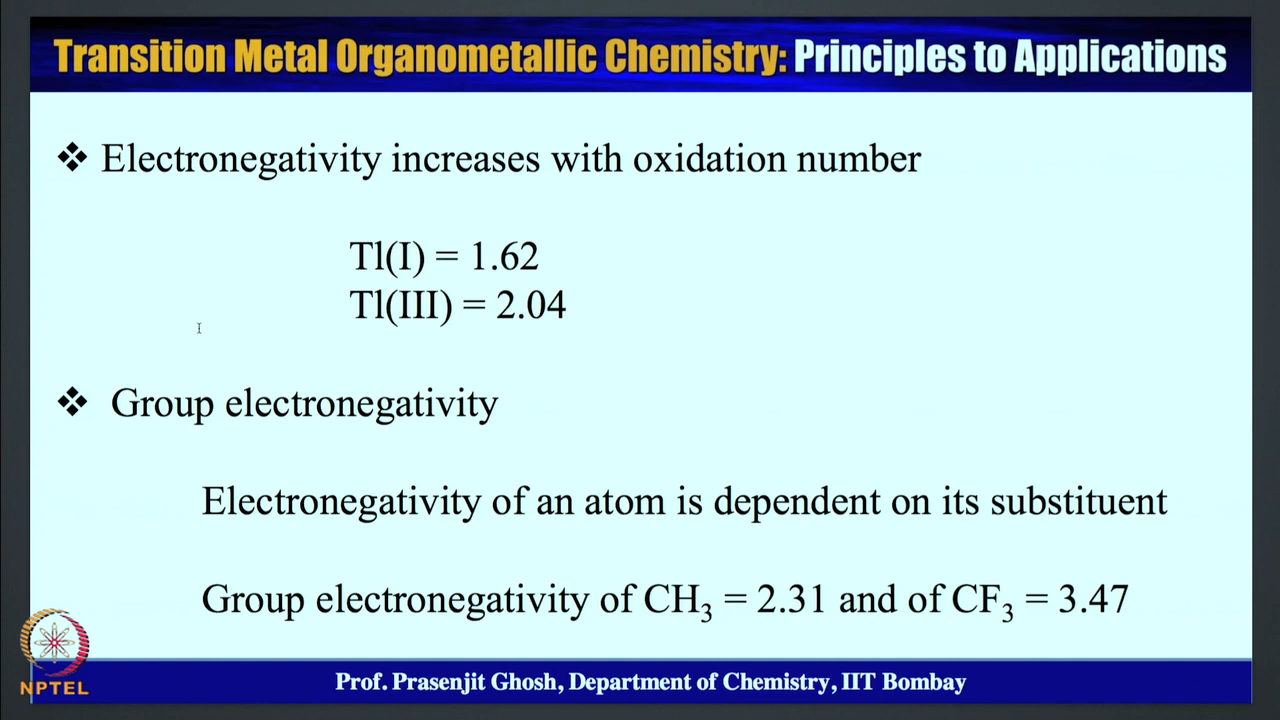 Transition Metal Organometallic Chemistry: Principles to Applications
❖ Electronegativity increases with oxidation number
Tl(I) = 1.62
Tl(III) = 2.04
❖ Group electronegativity
Electronegativity of an atom is dependent on its substituent
Group electronegativity of CH₃ = 2.31 and of CF₃ = 3.47
NPTEL
Prof. Prasenjit Ghosh, Department of Chemistry, IIT Bombay